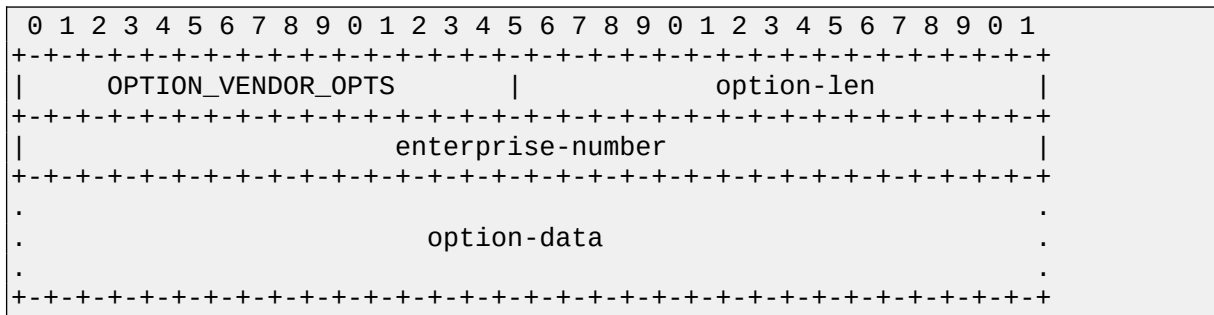 0 1 2 3 4 5 6 7 8 9 0 1 2 3 4 5 6 7 8 9 0 1 2 3 4 5 6 7 8 9 0 1
+-+-+-+-+-+-+-+-+-+-+-+-+-+-+-+-+-+-+-+-+-+-+-+-+-+-+-+-+-+-+-+-+
|      OPTION_VENDOR_OPTS       |           option-len          |
+-+-+-+-+-+-+-+-+-+-+-+-+-+-+-+-+-+-+-+-+-+-+-+-+-+-+-+-+-+-+-+-+
|                       enterprise-number                       |
+-+-+-+-+-+-+-+-+-+-+-+-+-+-+-+-+-+-+-+-+-+-+-+-+-+-+-+-+-+-+-+-+
.                                                               .
.                         option-data                           .
.                                                               .
+-+-+-+-+-+-+-+-+-+-+-+-+-+-+-+-+-+-+-+-+-+-+-+-+-+-+-+-+-+-+-+-+